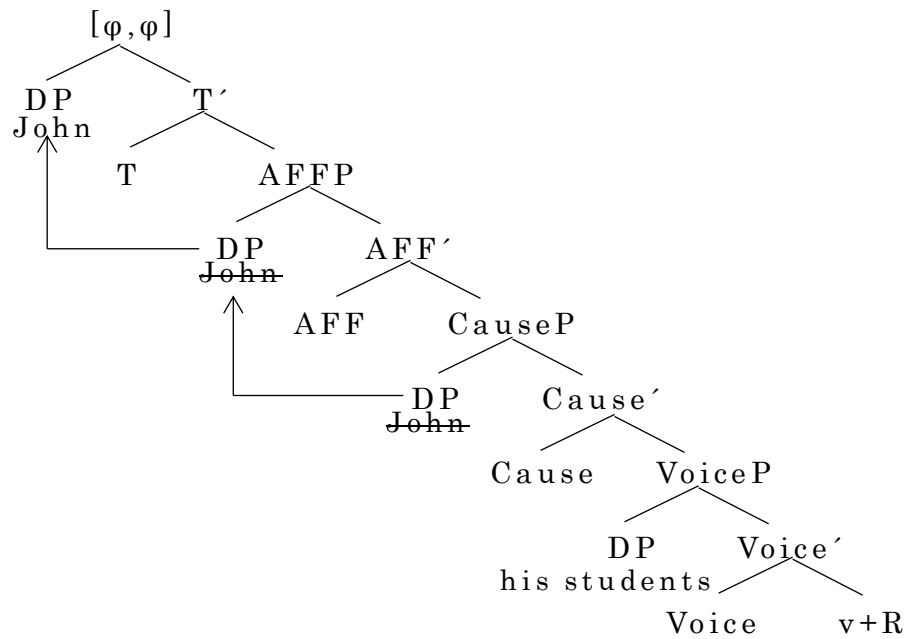 [φ,φ]
DP T´
John
T AFFP
DP AFF´
John
AFF CauseP
DP Cause´
John
Cause VoiceP
DP Voice´
his students
Voice v+R